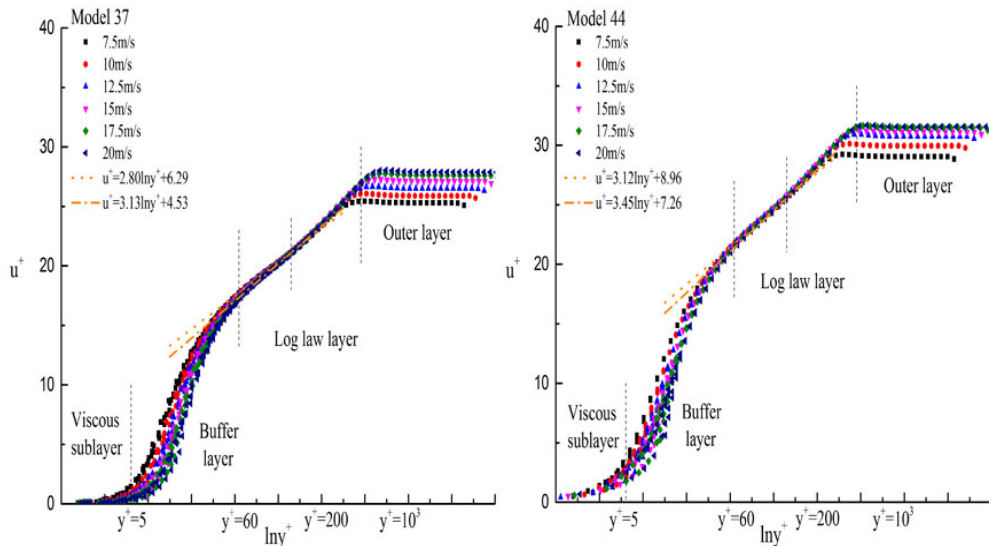 Model 37
7.5m/s
10m/s
12.5m/s
15m/s
17.5m/s
20m/s
u⁺=2.80lny⁺+6.29
u⁺=3.13lny⁺+4.53
40
30
20
10
0
u⁺
Outer layer
Log law layer
Viscous
sublayer
Buffer
layer
y⁺=5
y⁺=60
y⁺=200
y⁺=10³
lny⁺
Model 44
7.5m/s
10m/s
12.5m/s
15m/s
17.5m/s
20m/s
u⁺=3.12lny⁺+8.96
u⁺=3.45lny⁺+7.26
40
30
20
10
0
u⁺
Outer layer
Log law layer
Viscous
sublayer
Buffer
layer
y⁺=5
y⁺=60
y⁺=200
y⁺=10³
lny⁺